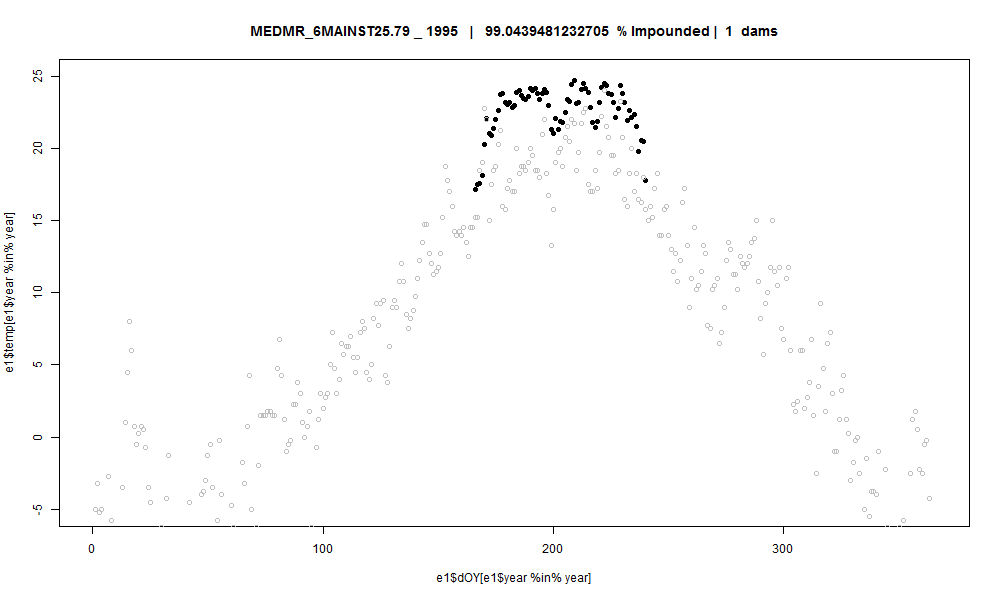 MEDMR_6MAINST25.79 _ 1995 | 99.0439481232705 % Impounded | 1 dams
25
20
15
10
5
0
-5
e1$temp[e1$year %in% year]
0 100 200 300
e1$dOY[e1$year %in% year]